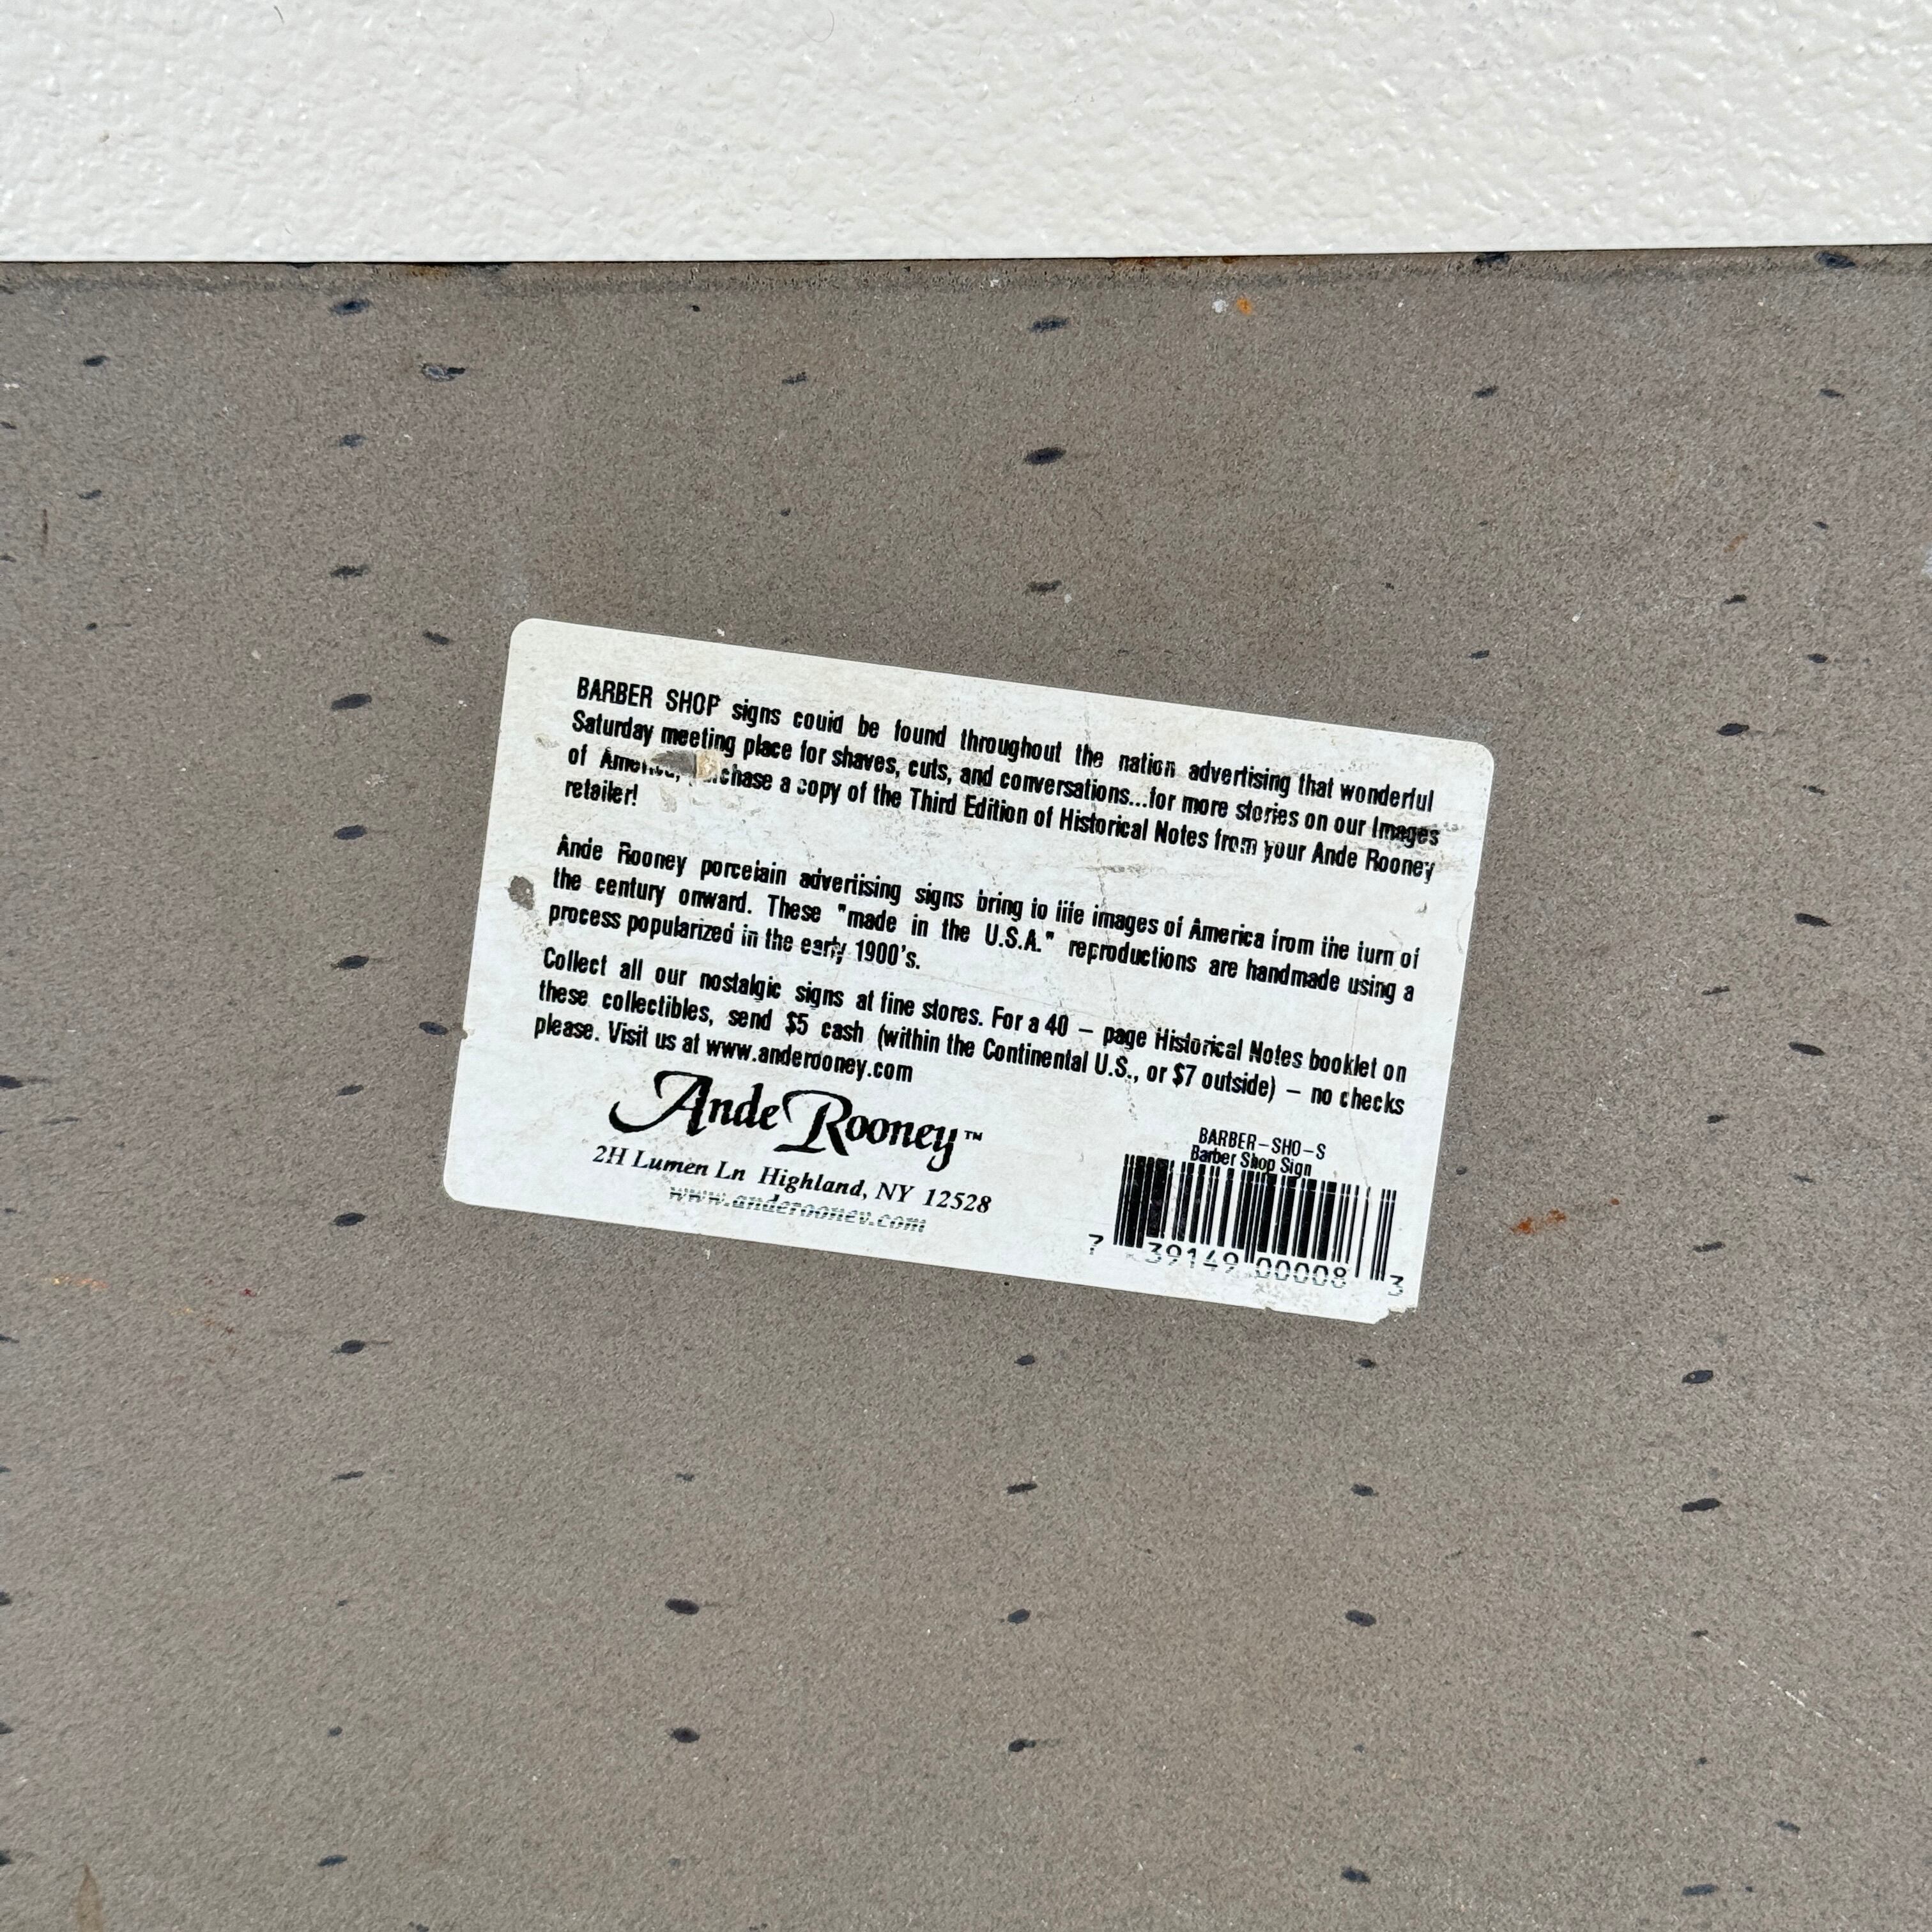 BARBER SHOP signs could be found throughout the nation advertising that wonderful
Saturday meeting place for shaves, cuts, and conversations...for more stories on our Images
of America, chase a copy of the Third Edition of Historical Notes from your Ande Rooney
retailer!
Ande Rooney porcelain advertising signs bring to life images of America from the turn of
the century onward. These "made in the U.S.A." reproductions are handmade using a
process popularized in the early 1900's.
Collect all our nostalgic signs at fine stores. For a 40 – page Historical Notes booklet on
these collectibles, send $5 cash (within the Continental U.S., or $7 outside) – no checks
please. Visit us at www.anderooney.com
Ande Rooney™
2H Lumen Ln Highland, NY 12528
www.anderooney.com
BARBER-SHO-S
Barber Shop Sign
7 39149 00008 3